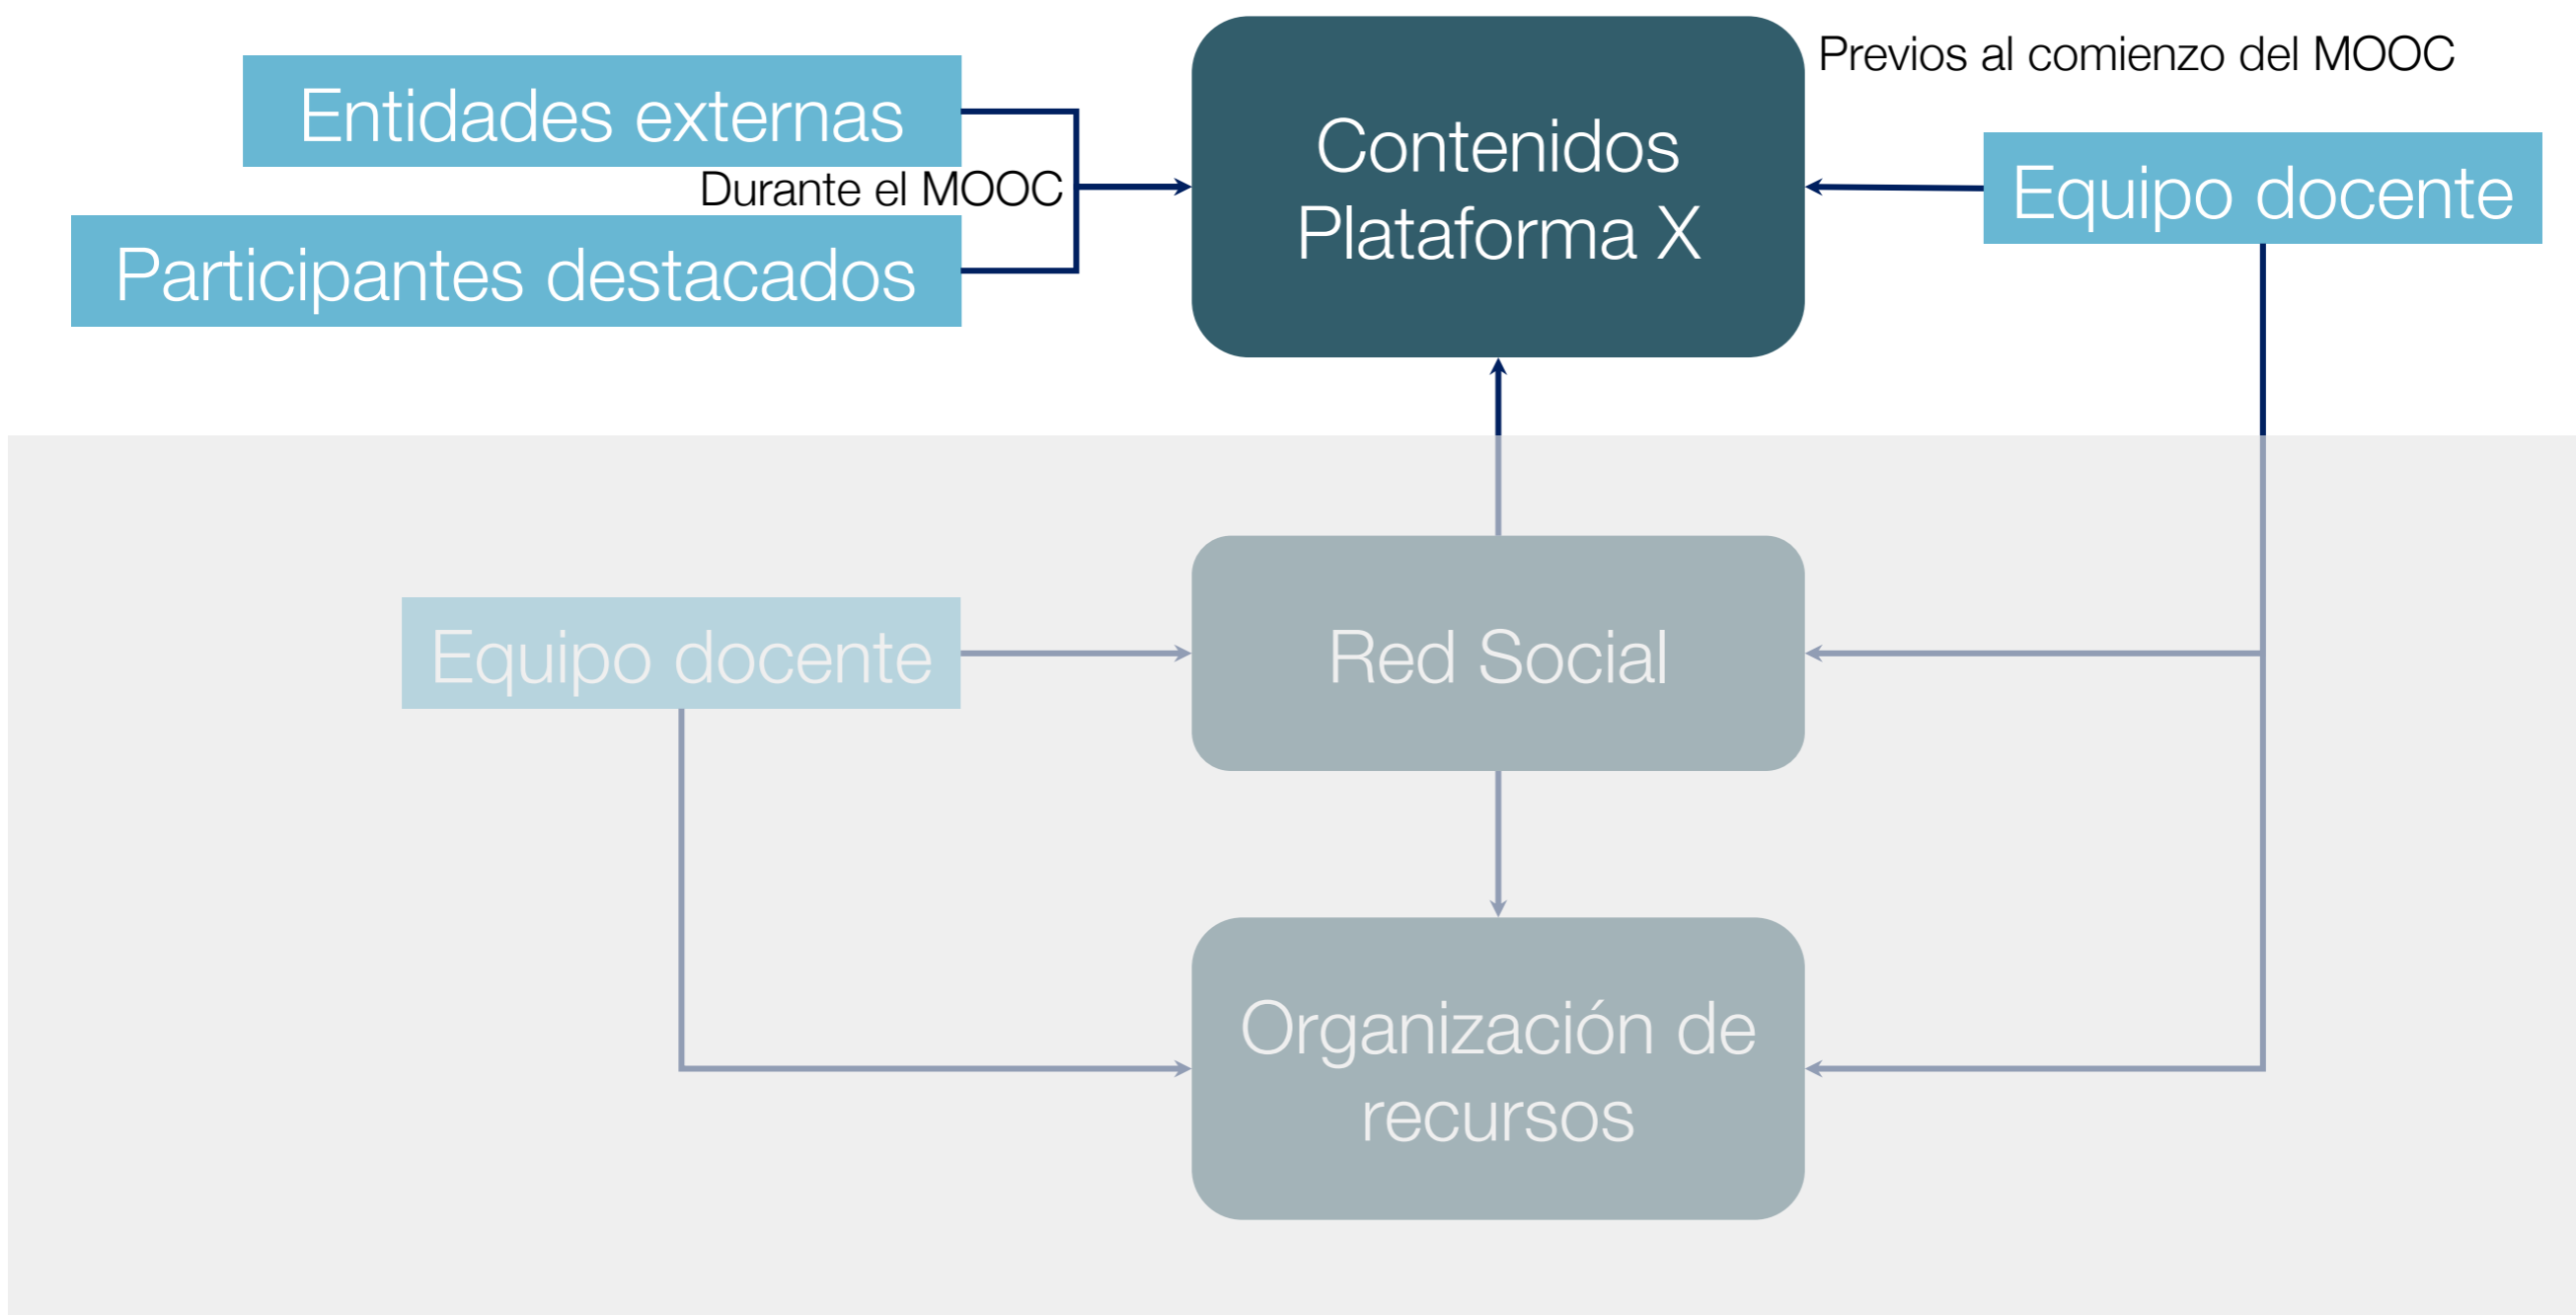 Previos al comienzo del MOOC
Entidades externas
Durante el MOOC
Participantes destacados
Contenidos
Plataforma X
Equipo docente
Equipo docente
Red Social
Organización de
recursos